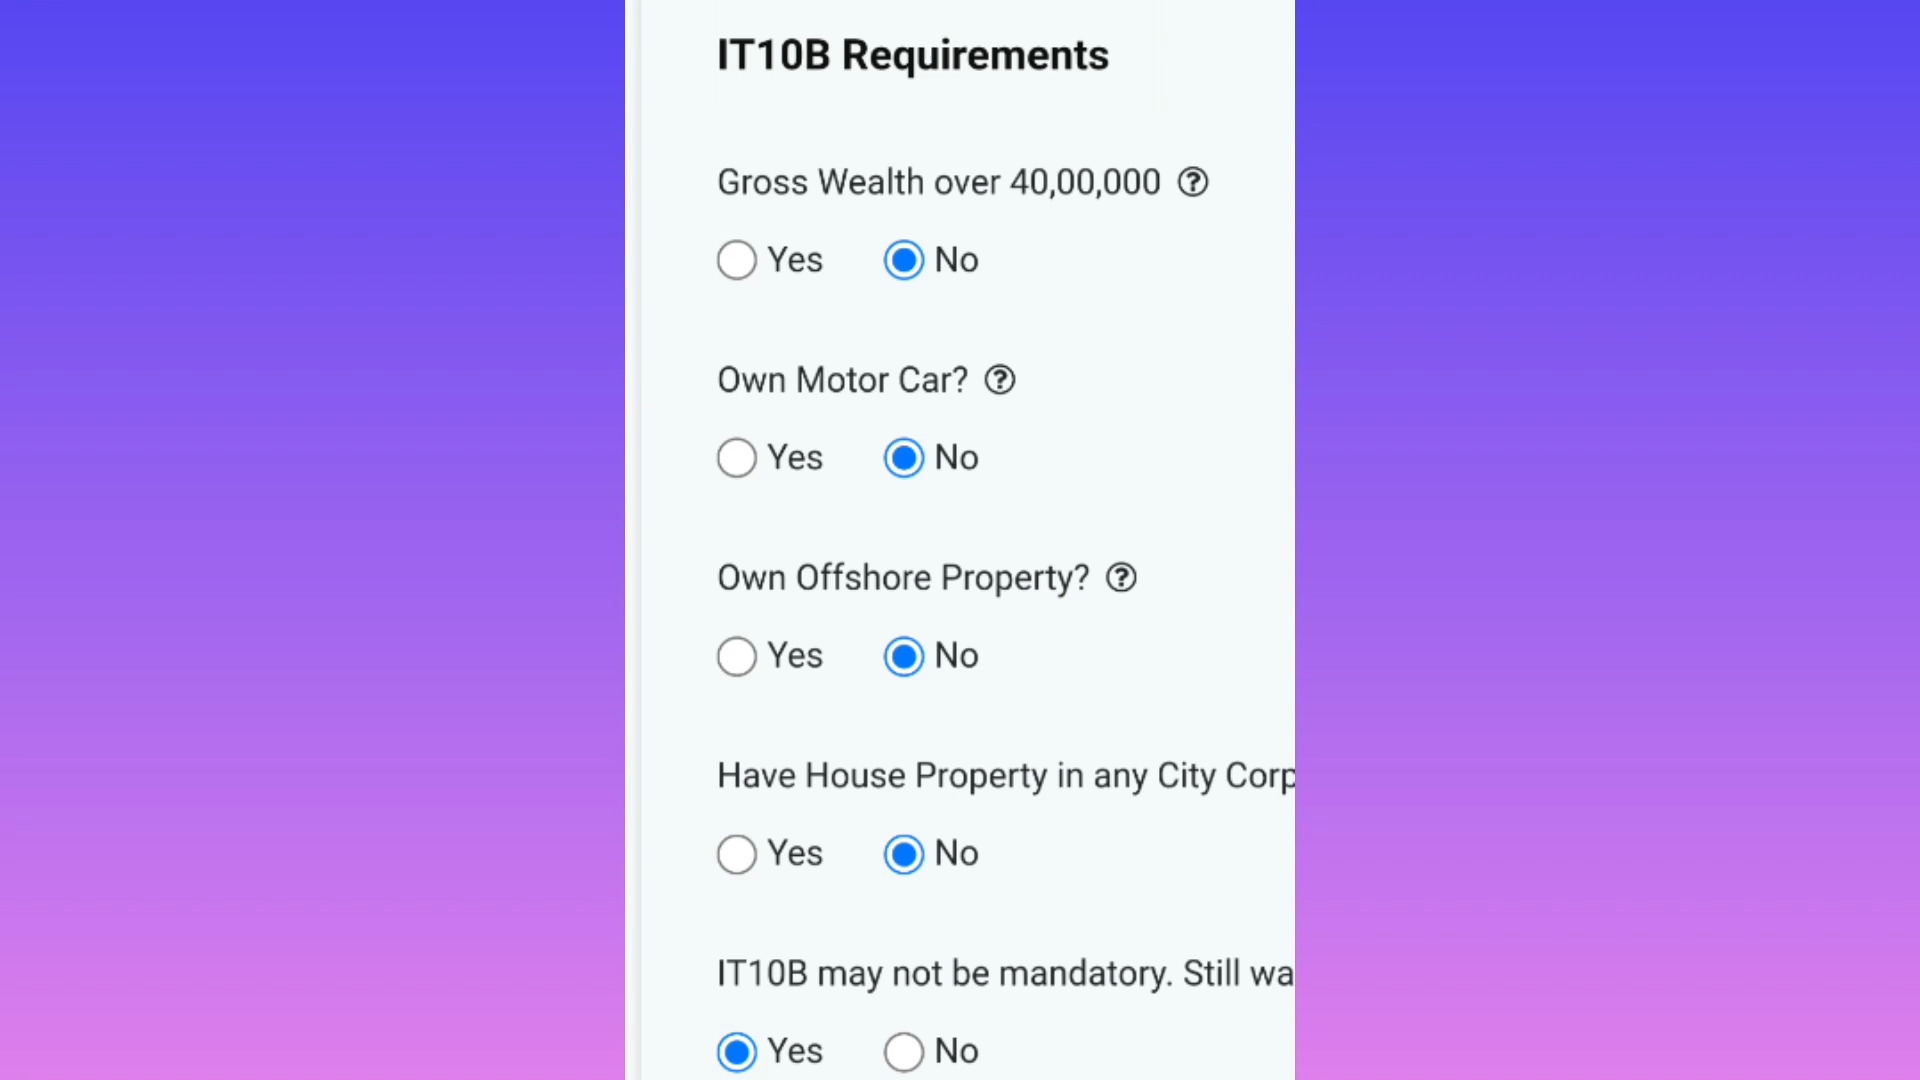 IT10B Requirements
Gross Wealth over 40,00,000 ?
Yes No
Own Motor Car? ?
Yes No
Own Offshore Property? ?
Yes No
Have House Property in any City Corp
Yes No
IT10B may not be mandatory. Still wa
Yes No